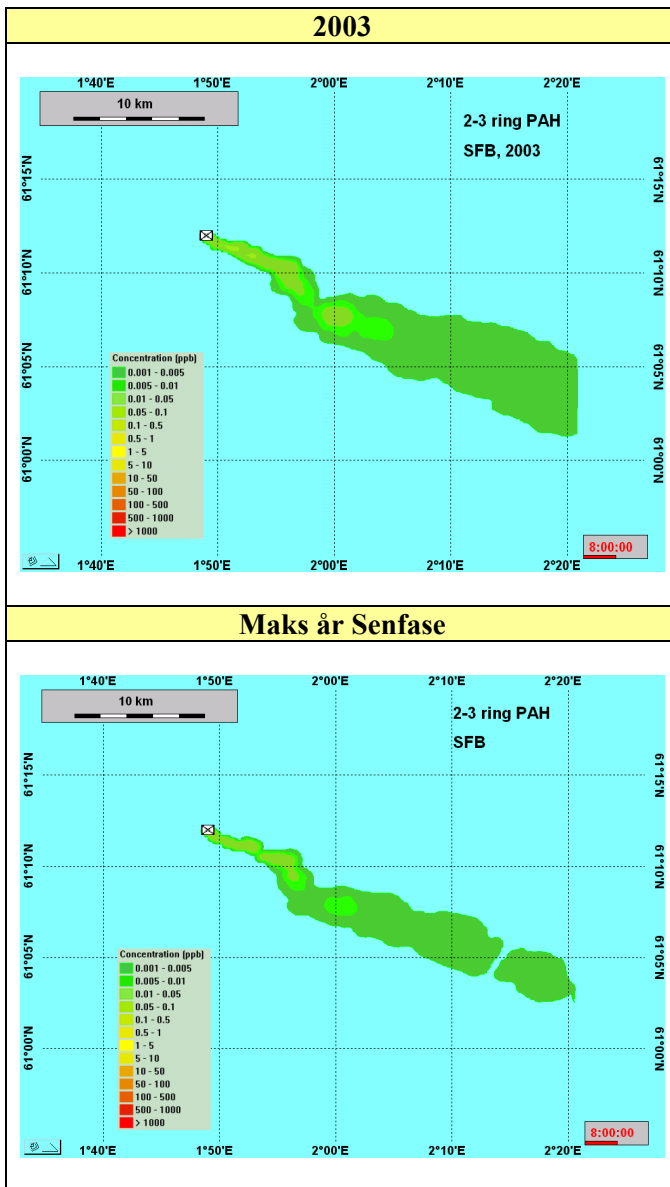 2003
1°40'E 1°50'E 2°00'E 2°10'E 2°20'E
10 km
2-3 ring PAH
SFB, 2003
61°15'N 61°15'N
61°10'N 61°10'N
61°05'N 61°05'N
61°00'N 61°00'N
Concentration [ppb]
0.001 - 0.005
0.005 - 0.01
0.01 - 0.05
0.05 - 0.1
0.1 - 0.5
0.5 - 1
1 - 5
5 - 10
10 - 50
50 - 100
100 - 500
500 - 1000
> 1000
8:00:00
1°40'E 1°50'E 2°00'E 2°10'E 2°20'E
Maks år Senfase
1°40'E 1°50'E 2°00'E 2°10'E 2°20'E
10 km
2-3 ring PAH
SFB
61°15'N 61°15'N
61°10'N 61°10'N
61°05'N 61°05'N
61°00'N 61°00'N
Concentration [ppb]
0.001 - 0.005
0.005 - 0.01
0.01 - 0.05
0.05 - 0.1
0.1 - 0.5
0.5 - 1
1 - 5
5 - 10
10 - 50
50 - 100
100 - 500
500 - 1000
> 1000
8:00:00
1°40'E 1°50'E 2°00'E 2°10'E 2°20'E